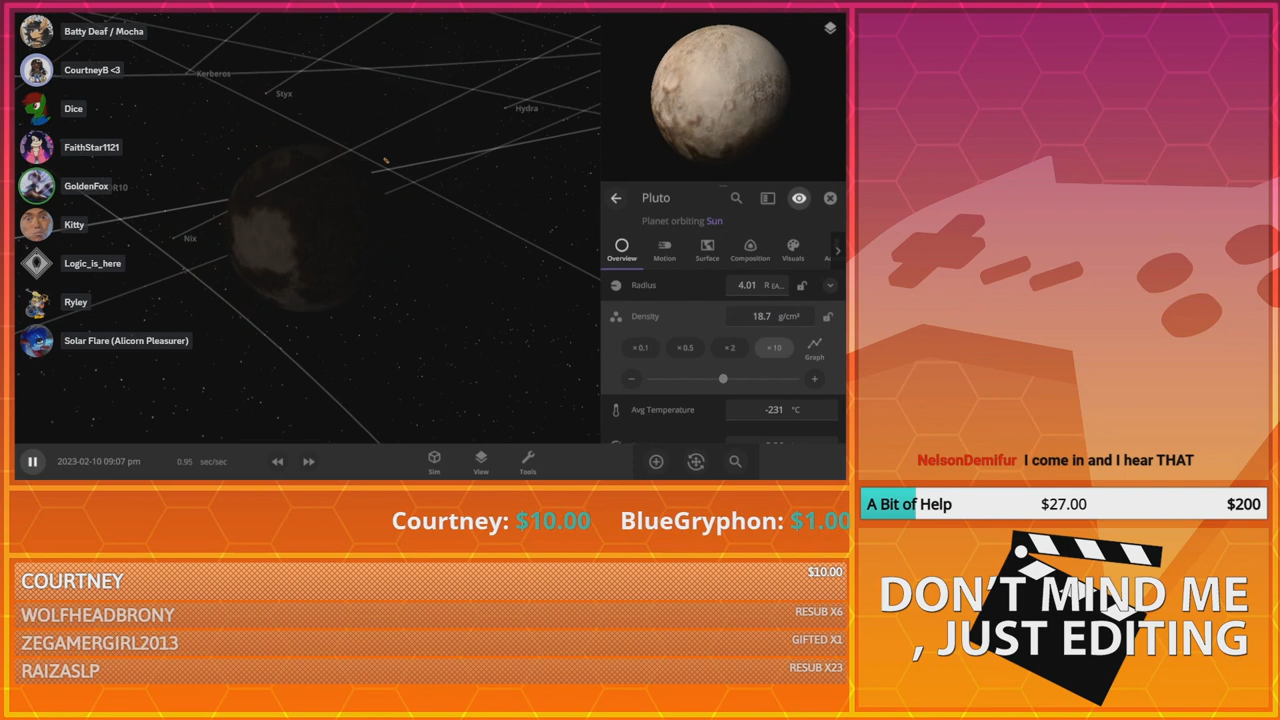 Batty Deaf / Mocha
CourtneyB <3
Dice
FaithStar1121
GoldenFox
Kitty
Logic_is_here
Ryley
Solar Flare (Alicorn Pleasurer)
Kerberos
Styx
Hydra
Nix
Pluto
Planet orbiting Sun
Overview Motion Surface Composition Visuals
Radius 4.01 R EA...
Density 18.7 g/cm³
×0.1 ×0.5 ×2 ×10 Graph
Avg Temperature -231 °C
2023-02-10 09:07 pm 0.95 sec/sec
Sim View Tools
NelsonDemifur I come in and I hear THAT
A Bit of Help $27.00 $200
Courtney: $10.00 BlueGryphon: $1.00
COURTNEY $10.00
WOLFHEADBRONY RESUB X6
ZEGAMERGIRL2013 GIFTED X1
RAIZASLP RESUB X23
DON'T MIND ME
, JUST EDITING